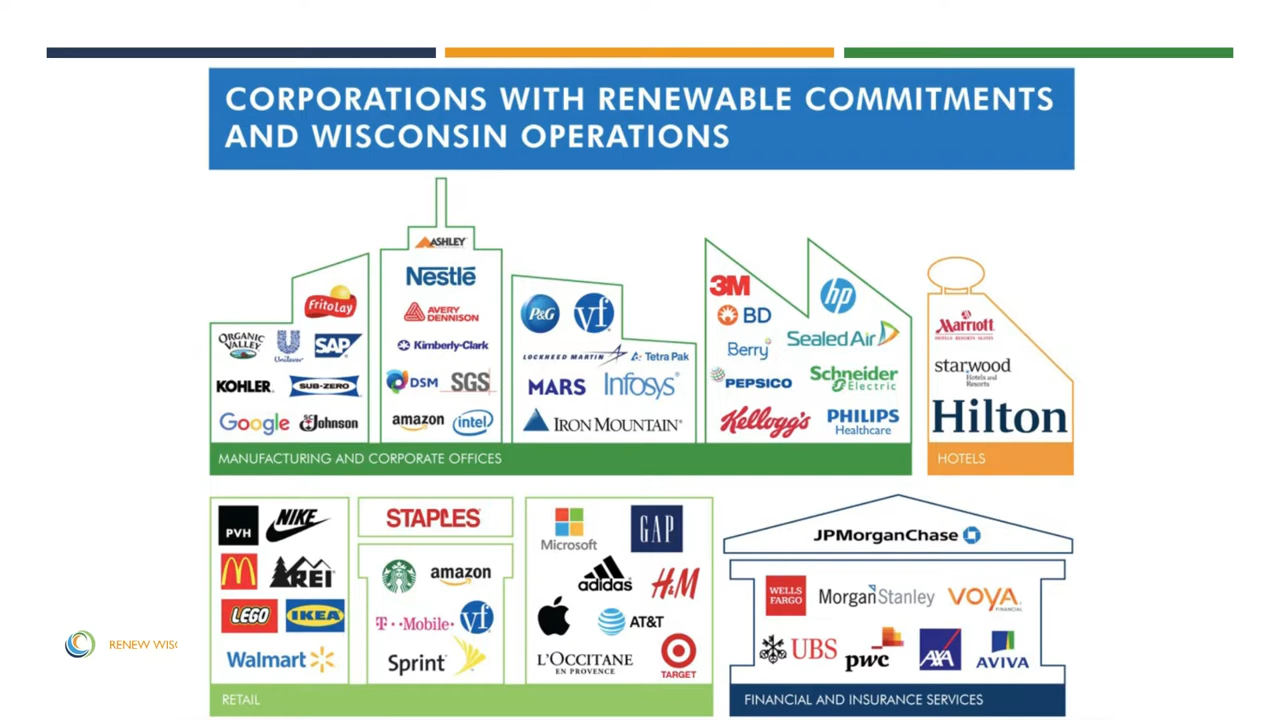 CORPORATIONS WITH RENEWABLE COMMITMENTS
AND WISCONSIN OPERATIONS
ASHLEY
Nestlé
FritoLay
AVERY
DENNISON
ORGANIC
VALLEY
Unilever
SAP
Kimberly-Clark
KOHLER
SUB-ZERO
DSM
SGS
Google
SC Johnson
amazon
intel
P&G
vf
LOCKHEED MARTIN
Tetra Pak
MARS
Infosys
IRON MOUNTAIN
3M
hp
BD
Berry
Sealed Air
PEPSICO
Schneider
Electric
Kellogg's
PHILIPS
Healthcare
MANUFACTURING AND CORPORATE OFFICES
Marriott
HOTELS · RESORTS · SUITES
starwood
Hotels and
Resorts
Hilton
HOTELS
PVH
NIKE
REI
LEGO
IKEA
Walmart
STAPLES
amazon
T··Mobile·
vf
Sprint
Microsoft
GAP
adidas
H&M
AT&T
L'OCCITANE
EN PROVENCE
TARGET
RETAIL
JPMorganChase
WELLS
FARGO
Morgan Stanley
VOYA
FINANCIAL
UBS
pwc
AXA
AVIVA
FINANCIAL AND INSURANCE SERVICES
RENEW WISC